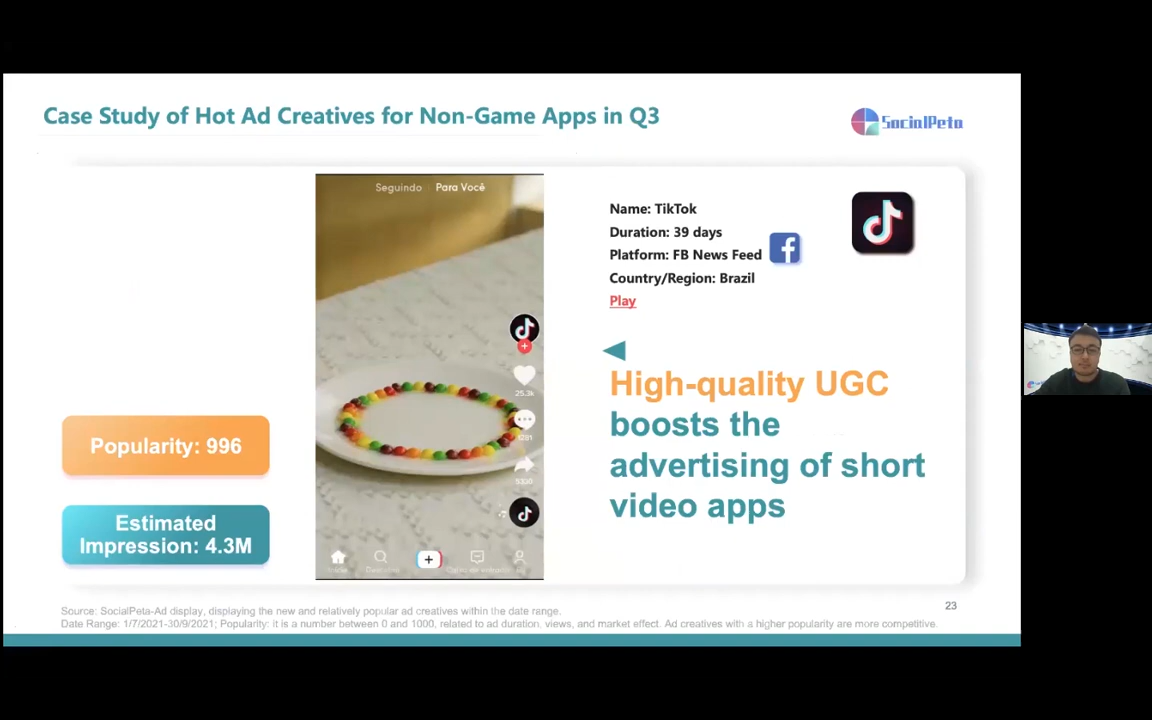 Case Study of Hot Ad Creatives for Non-Game Apps in Q3
SocialPeta
Seguindo Para Você
25.3k
1281
5330
Name: TikTok
Duration: 39 days
Platform: FB News Feed
Country/Region: Brazil
Play
High-quality UGC
boosts the
advertising of short
video apps
Popularity: 996
Estimated
Impression: 4.3M
23
Source: SocialPeta-Ad display, displaying the new and relatively popular ad creatives within the date range.
Date Range: 1/7/2021-30/9/2021; Popularity: it is a number between 0 and 1000, related to ad duration, views, and market effect. Ad creatives with a higher popularity are more competitive.